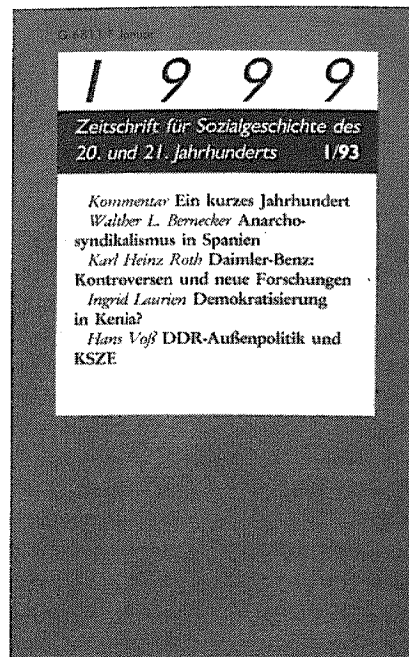 1 9 9 9
Zeitschrift für Sozialgeschichte des
20. und 21. Jahrhunderts 1/93
Kommentar Ein kurzes Jahrhundert
Walther L. Bernecker Anarcho-
syndikalismus in Spanien
Karl Heinz Roth Daimler-Benz:
Kontroversen und neue Forschungen
Ingrid Laurien Demokratisierung
in Kenia?
Hans Voß DDR-Außenpolitik und
KSZE